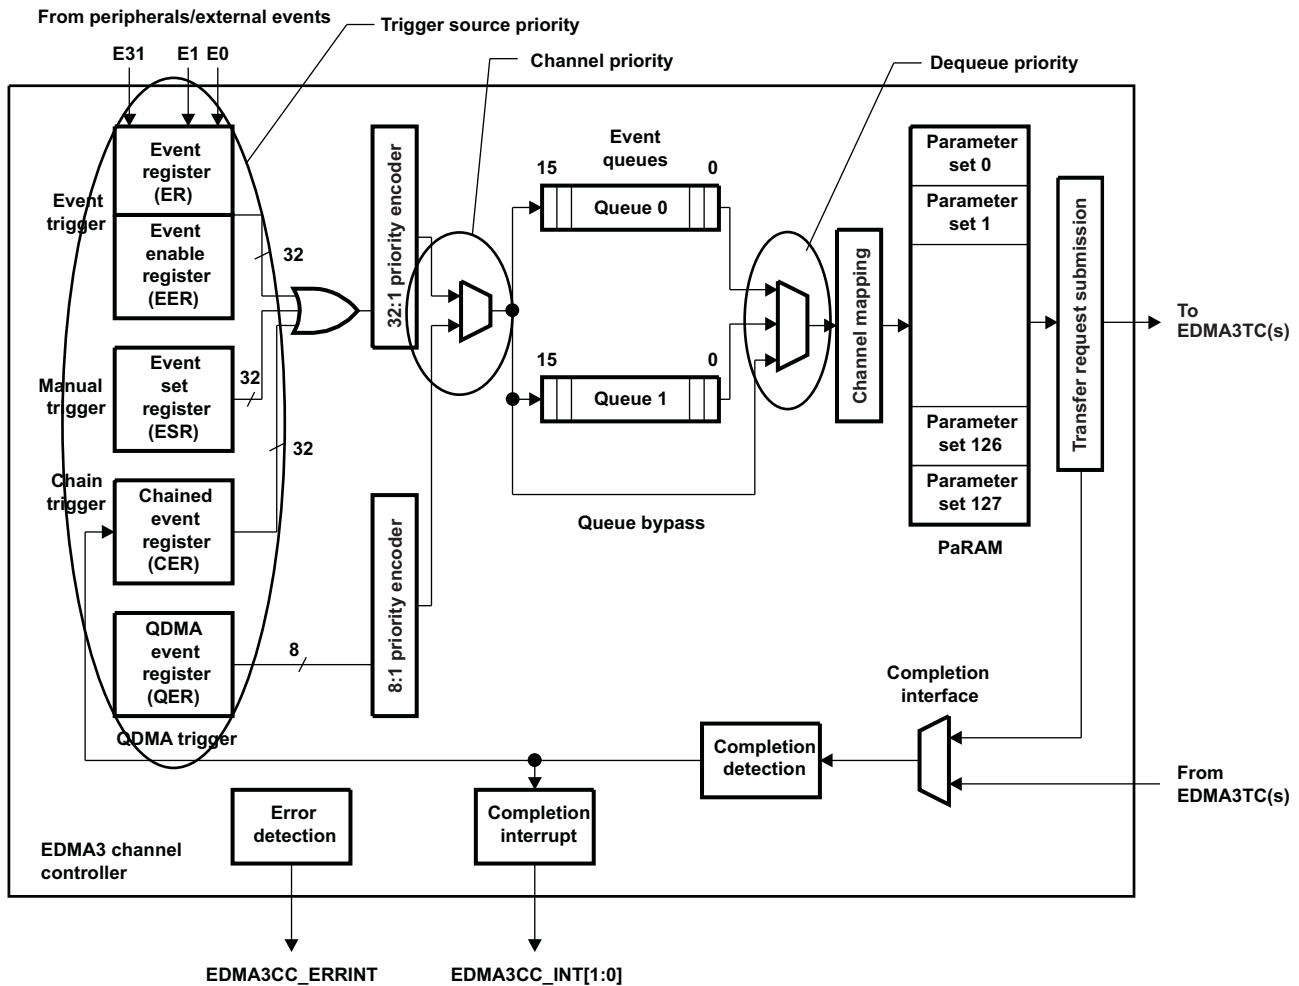 From peripherals/external events
Trigger source priority
Channel priority
Dequeue priority
E31 E1 E0
Event
register
(ER)
Event
trigger
Event
enable
register
(EER)
32
Manual
trigger
Event
set
register
(ESR)
32
32
Chain
trigger
Chained
event
register
(CER)
QDMA
event
register
(QER)
8
QDMA trigger
32:1 priority encoder
8:1 priority encoder
Event
queues
15 0
Queue 0
15 0
Queue 1
Queue bypass
Channel mapping
Parameter
set 0
Parameter
set 1
Parameter
set 126
Parameter
set 127
PaRAM
Transfer request submission
To
EDMA3TC(s)
Completion
interface
From
EDMA3TC(s)
Completion
detection
Completion
interrupt
Error
detection
EDMA3 channel
controller
EDMA3CC_ERRINT
EDMA3CC_INT[1:0]